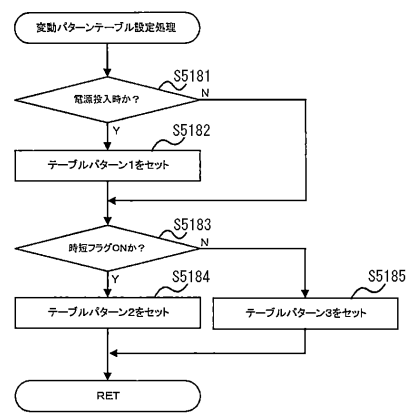 変動パターンテーブル設定処理
S5181
電源投入時か?
N
Y
S5182
テーブルパターン1をセット
S5183
時短フラグONか?
N
Y
S5184
テーブルパターン2をセット
S5185
テーブルパターン3をセット
RET